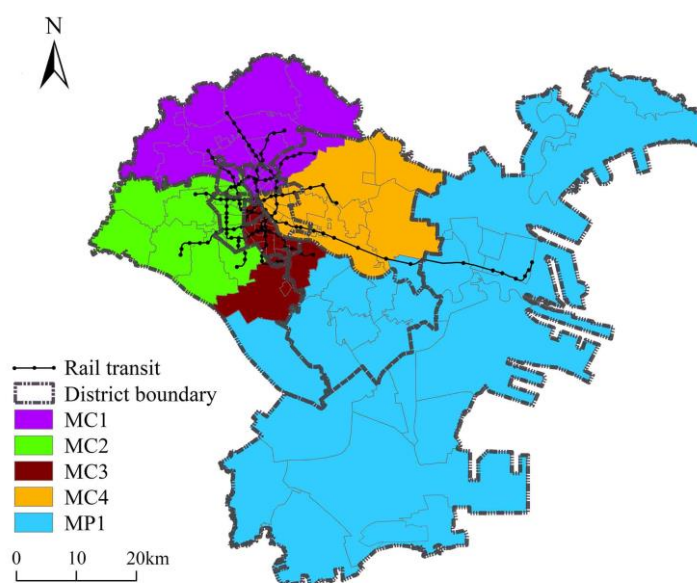 N
Rail transit
District boundary
MC1
MC2
MC3
MC4
MP1
0 10 20km